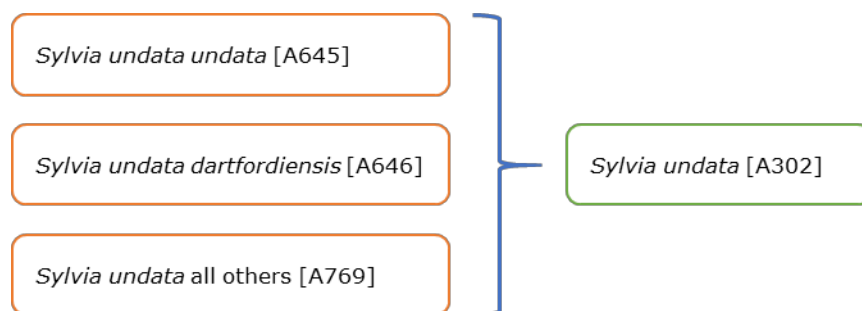 Sylvia undata undata [A645]
Sylvia undata dartfordiensis [A646]
Sylvia undata [A302]
Sylvia undata all others [A769]